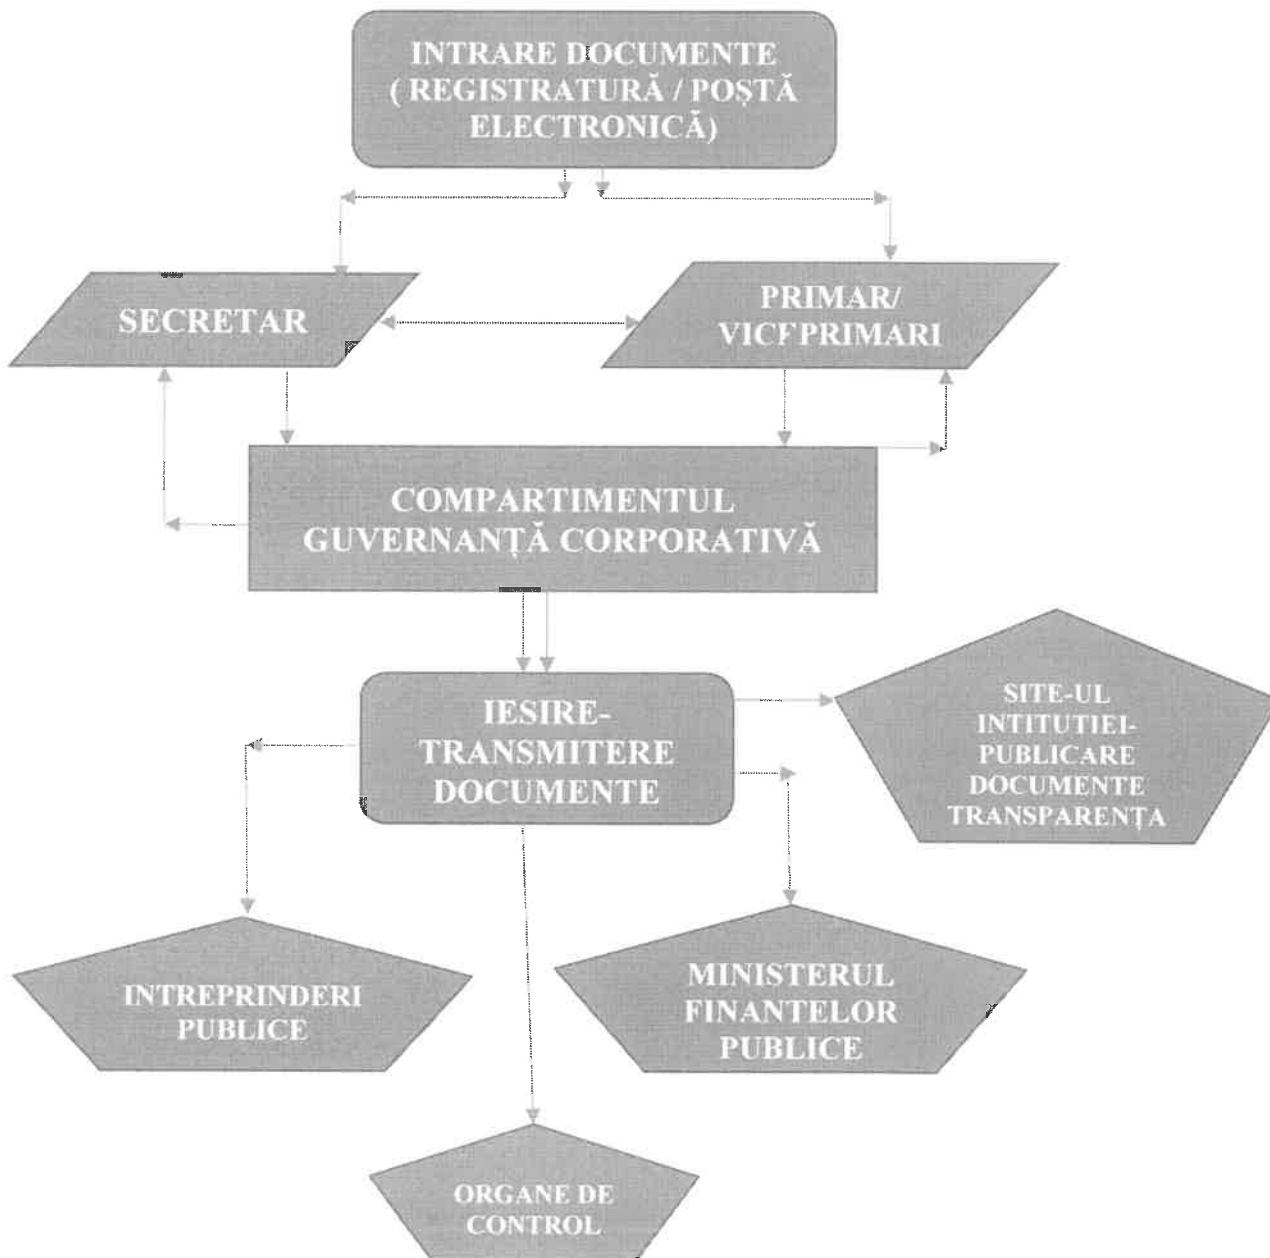 INTRARE DOCUMENTE
( REGISTRATURĂ / POȘTĂ
ELECTRONICĂ)
SECRETAR
PRIMAR/
VICEPRIMARI
COMPARTIMENTUL
GUVERNANȚĂ CORPORATIVĂ
IESIRE-
TRANSMITERE
DOCUMENTE
SITE-UL
INTITUTIEI-
PUBLICARE
DOCUMENTE
TRANSPARENȚA
INTREPRINDERI
PUBLICE
MINISTERUL
FINANTELOR
PUBLICE
ORGANE DE
CONTROL